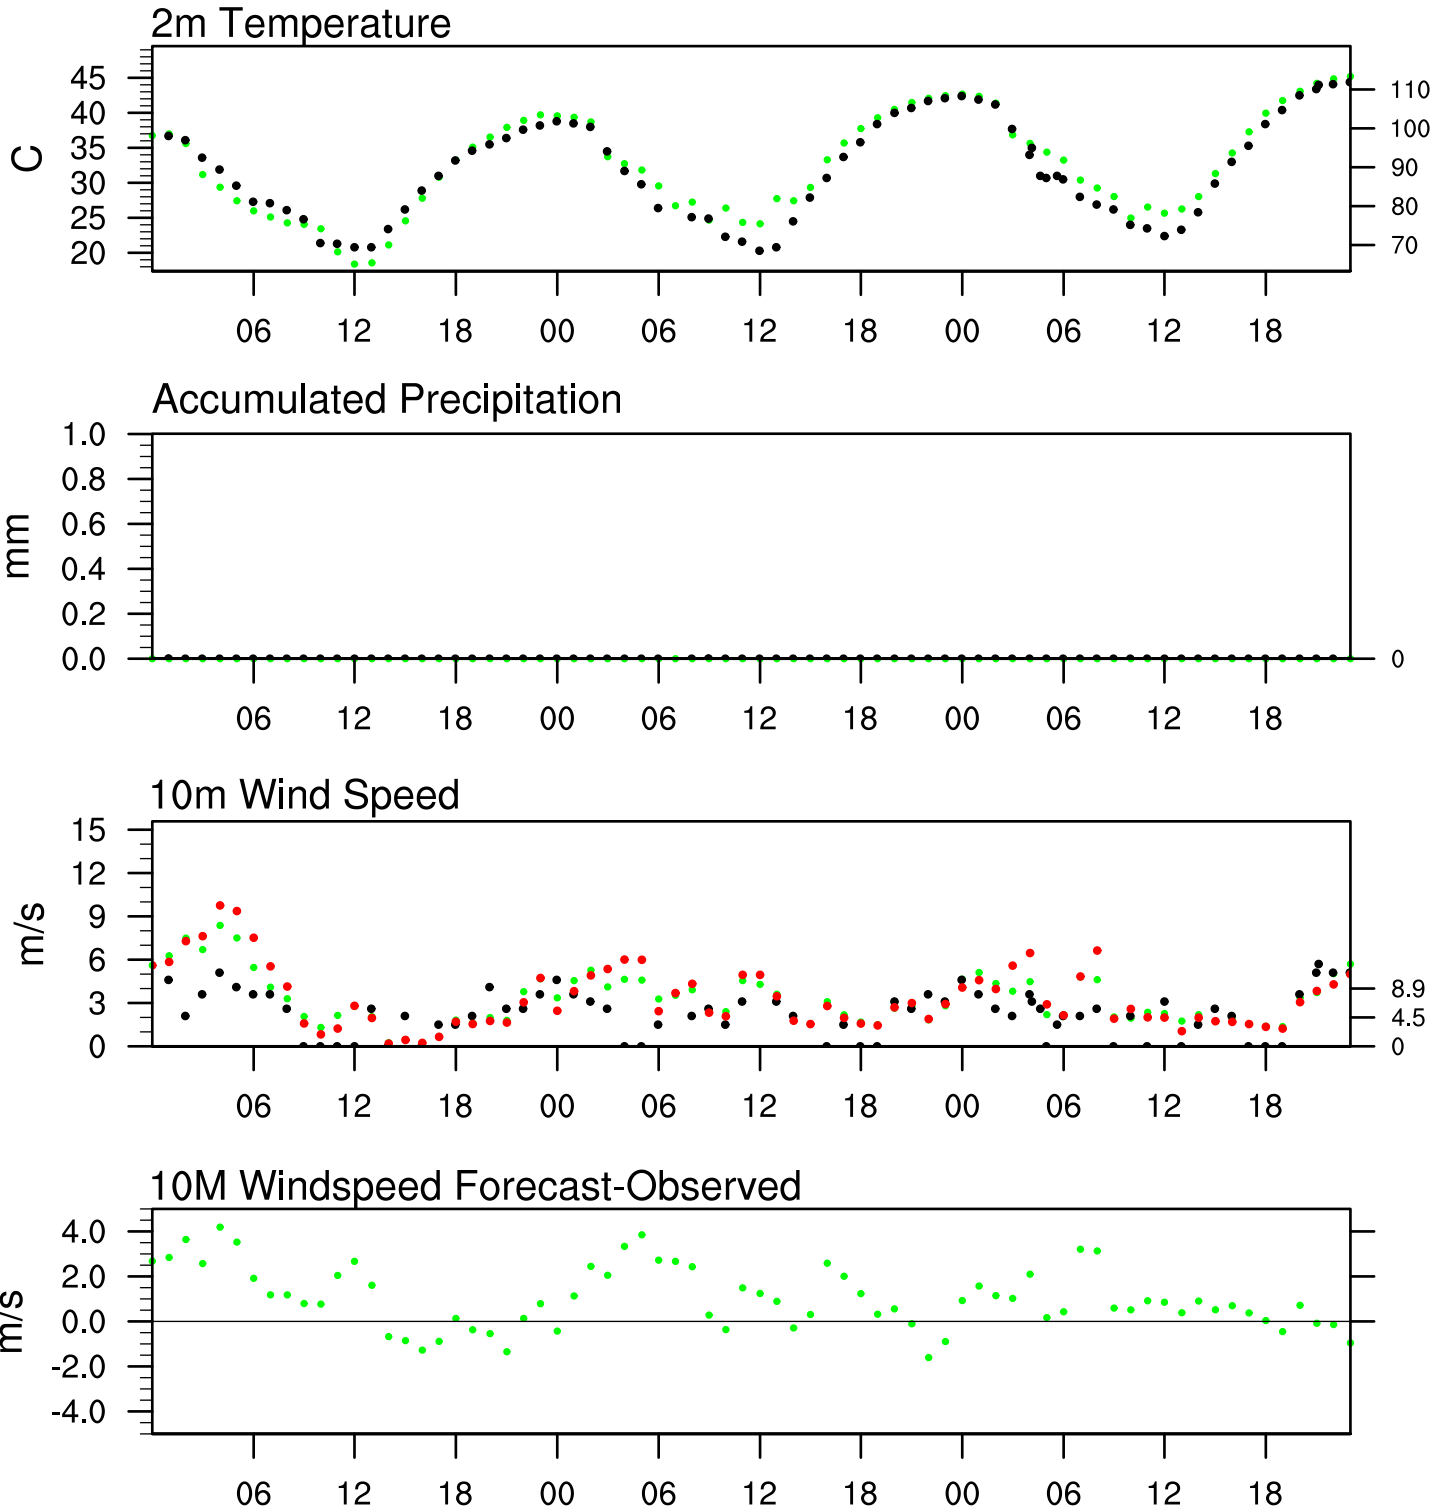 2m Temperature
45
40
35
30
25
20
C
110
100
90
80
70
06 12 18 00 06 12 18 00 06 12 18
Accumulated Precipitation
1.0
0.8
0.6
0.4
0.2
0.0
mm
0
06 12 18 00 06 12 18 00 06 12 18
10m Wind Speed
15
12
9
6
3
0
m/s
8.9
4.5
0
06 12 18 00 06 12 18 00 06 12 18
10M Windspeed Forecast-Observed
4.0
2.0
0.0
-2.0
-4.0
m/s
06 12 18 00 06 12 18 00 06 12 18